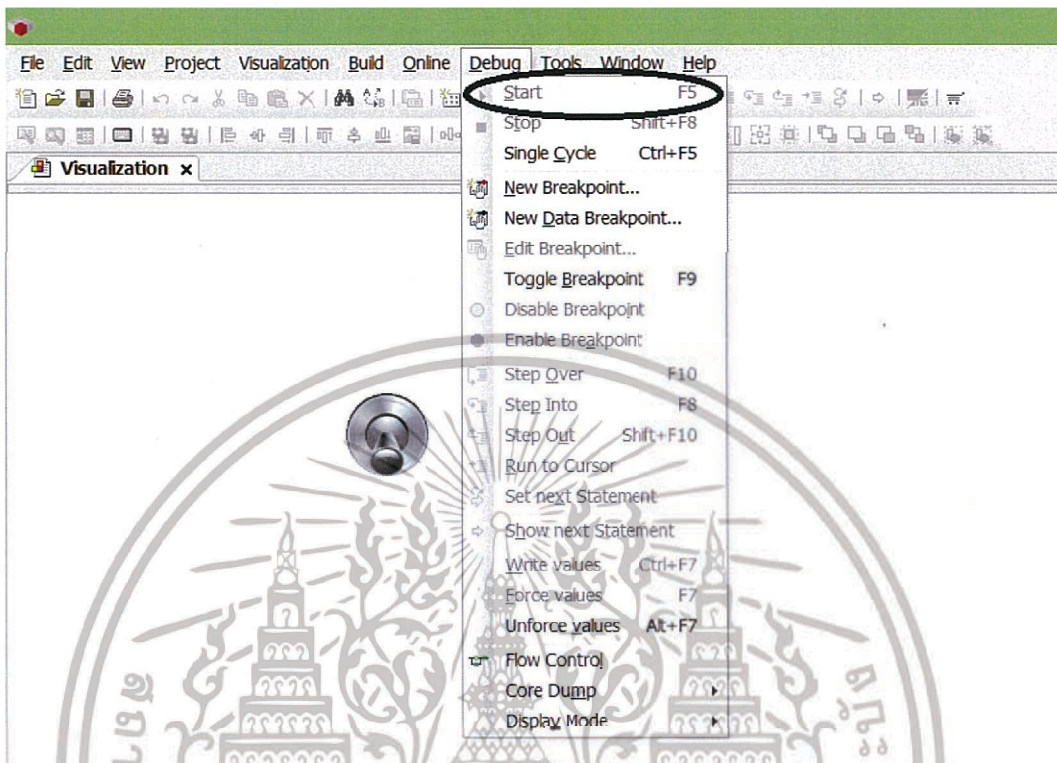 File Edit View Project Visualization Build Online Debug Tools Window Help
Visualization x
Start F5
Stop Shift+F8
Single Cycle Ctrl+F5
New Breakpoint...
New Data Breakpoint...
Edit Breakpoint...
Toggle Breakpoint F9
Disable Breakpoint
Enable Breakpoint
Step Over F10
Step Into F8
Step Out Shift+F10
Run to Cursor
Set next Statement
Show next Statement
Write values Ctrl+F7
Force values F7
Unforce values Alt+F7
Flow Control
Core Dump
Display Mode